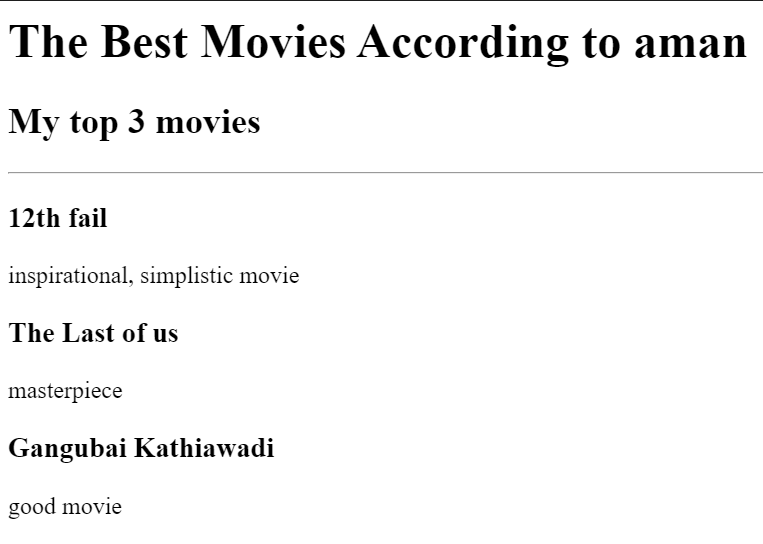 The Best Movies According to aman
My top 3 movies
12th fail
inspirational, simplistic movie
The Last of us
masterpiece
Gangubai Kathiawadi
good movie